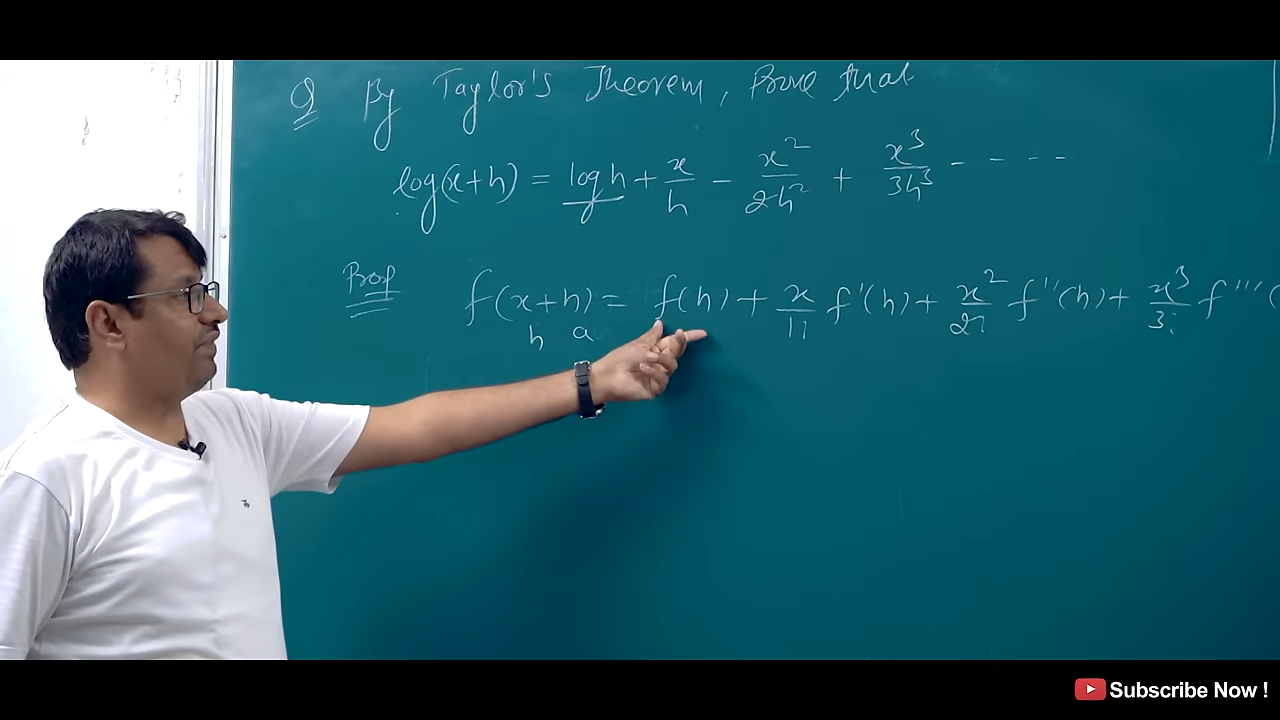 Q By Taylor's Theorem, Prove that
log(x+h) = log h + x/h - x²/2h² + x³/3h³ - - - -
Proof f(x+h) = f(h) + x/1! f'(h) + x²/2! f''(h) + x³/3! f'''(
h a
Subscribe Now !